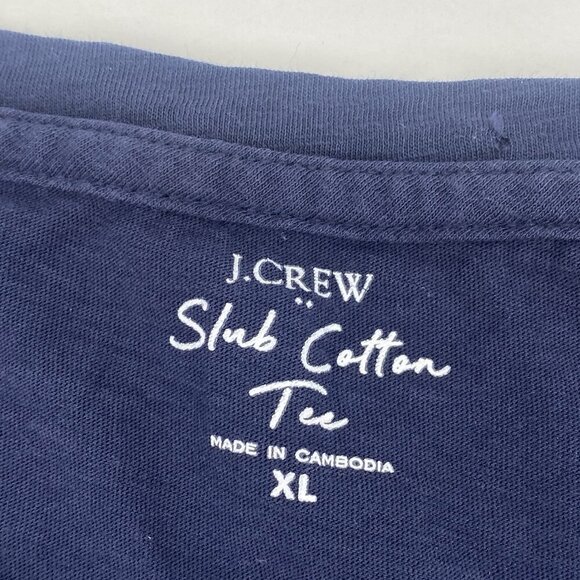 J.CREW
Slub Cotton
Tee
MADE IN CAMBODIA
XL